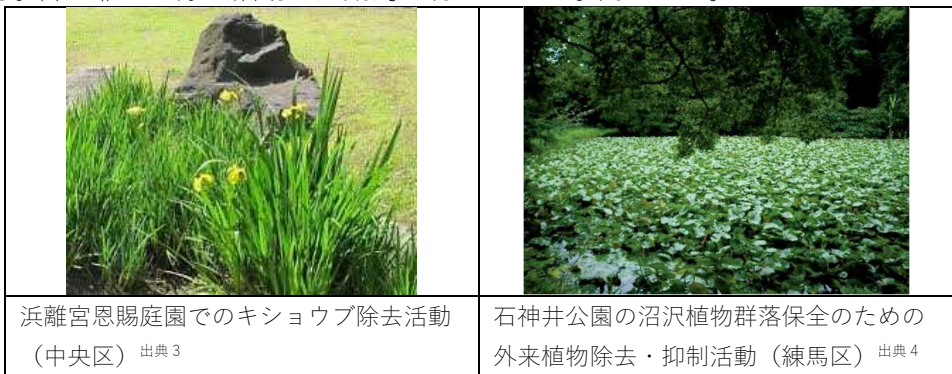 浜離宮恩賜庭園でのキショウブ除去活動
（中央区）出典3
石神井公園の沼沢植物群落保全のための
外来植物除去・抑制活動（練馬区）出典4